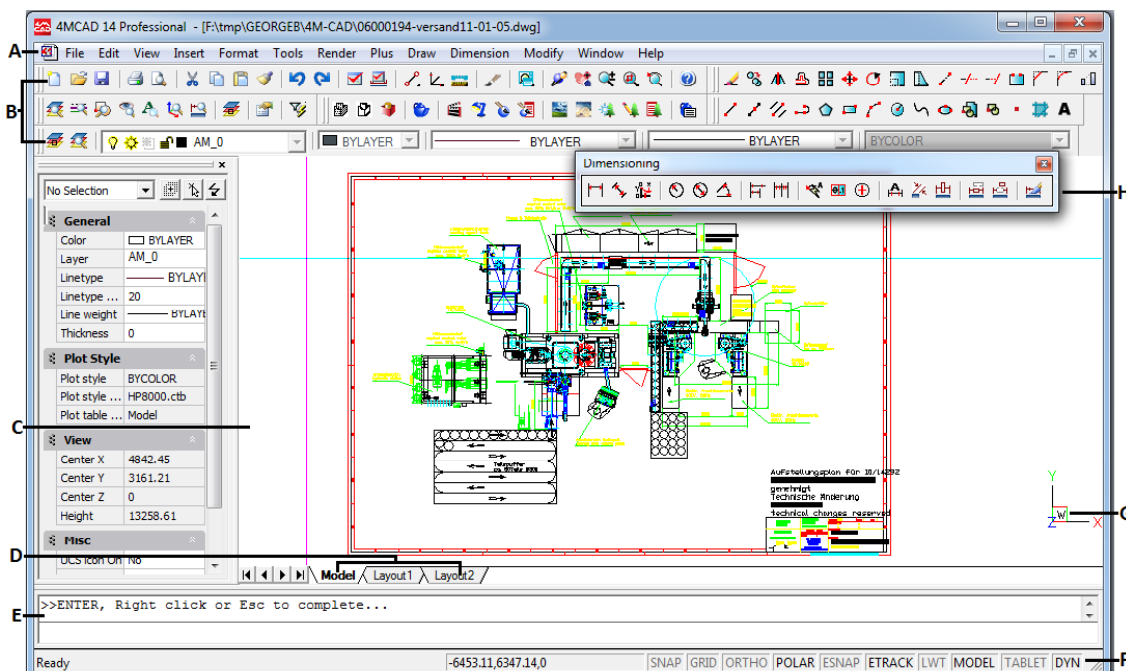 4MCAD 14 Professional - [F:\tmp\GEORGEB\4M-CAD\06000194-versand11-01-05.dwg]
A
File Edit View Insert Format Tools Render Plus Draw Dimension Modify Window Help
B
AM_0 BYLAYER BYLAYER BYLAYER BYCOLOR
Dimensioning
H
No Selection
General
Color BYLAYER
Layer AM_0
Linetype BYLAYI
Linetype ... 20
Line weight BYLAYE
Thickness 0
Plot Style
Plot style BYCOLOR
Plot style ... HP8000.ctb
Plot table ... Model
C
View
Center X 4842.45
Center Y 3161.21
Center Z 0
Height 13258.61
Misc
UCS Icon On No
Aufstellungsplan für
genehmigt
Technische Änderung
technical changes reserved
Y
W
Z X
G
D
Model Layout1 Layout2
>>ENTER, Right click or Esc to complete...
E
Ready -6453.11,6347.14,0 SNAP GRID ORTHO POLAR ESNAP ETRACK LWT MODEL TABLET DYN
F